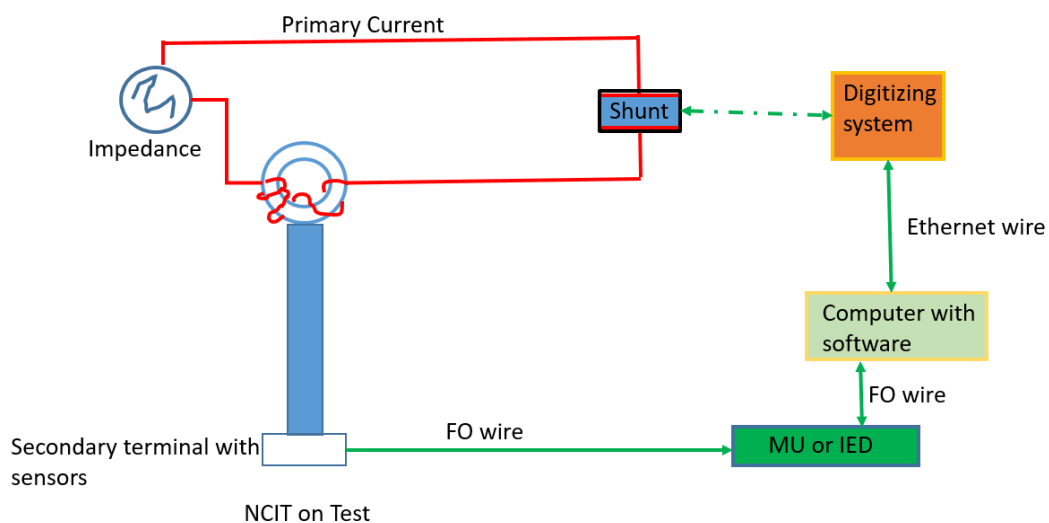 Primary Current
Impedance
Shunt
Digitizing
system
Ethernet wire
Computer with
software
FO wire
Secondary terminal with
sensors
FO wire
MU or IED
NCIT on Test